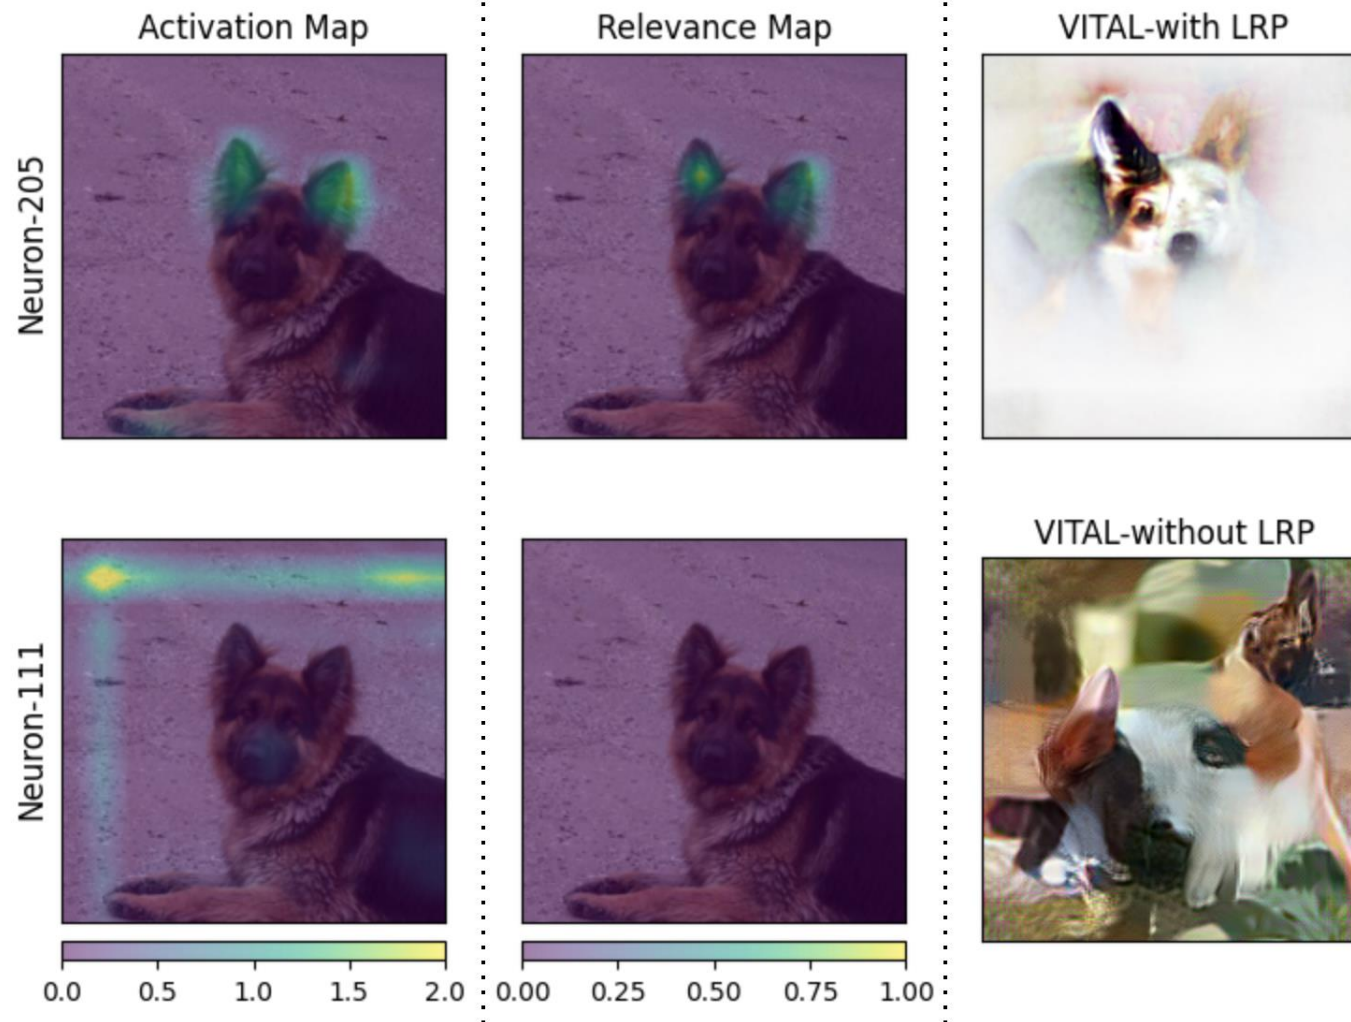 Activation Map
Relevance Map
VITAL-with LRP
Neuron-205
VITAL-without LRP
Neuron-111
0.0 0.5 1.0 1.5 2.0
0.00 0.25 0.50 0.75 1.00